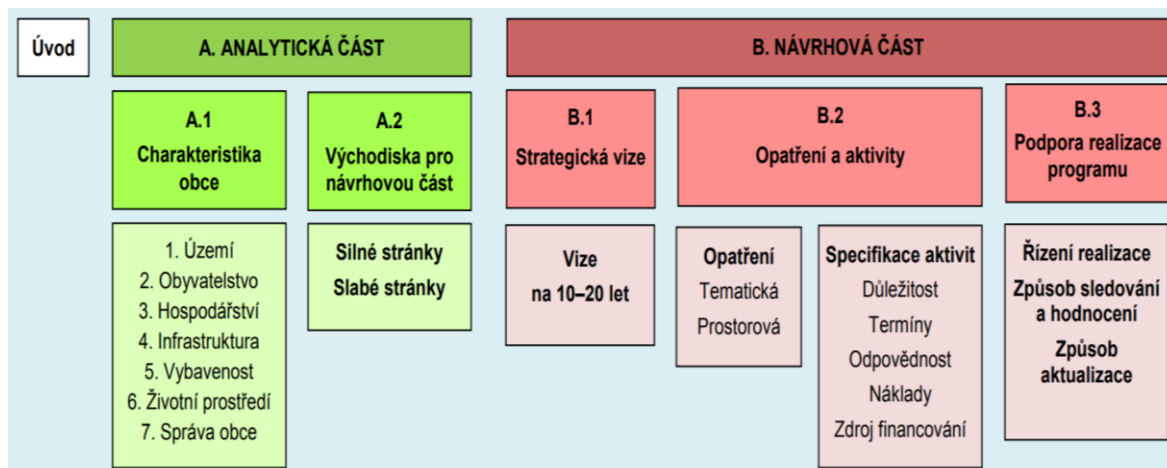 Úvod
A. ANALYTICKÁ ČÁST
B. NÁVRHOVÁ ČÁST
A.1
Charakteristika
obce
A.2
Východiska pro
návrhovou část
B.1
Strategická vize
B.2
Opatření a aktivity
B.3
Podpora realizace
programu
1. Území
2. Obyvatelstvo
3. Hospodářství
4. Infrastruktura
5. Vybavenost
6. Životní prostředí
7. Správa obce
Silné stránky
Slabé stránky
Vize
na 10–20 let
Opatření
Tematická
Prostorová
Specifikace aktivit
Důležitost
Termíny
Odpovědnost
Náklady
Zdroj financování
Řízení realizace
Způsob sledování
a hodnocení
Způsob
aktualizace